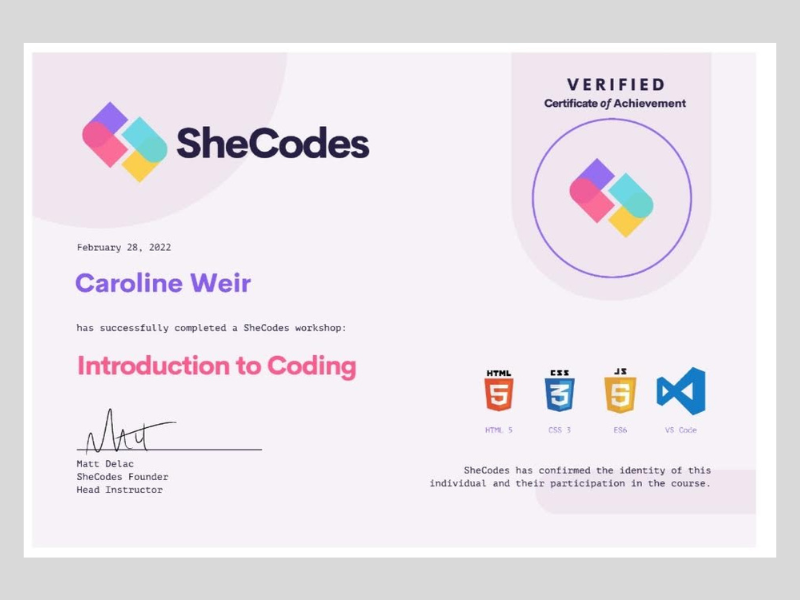 SheCodes
VERIFIED
Certificate of Achievement
February 28, 2022
Caroline Weir
has successfully completed a SheCodes workshop:
Introduction to Coding
HTML
5
CSS
3
JS
5
HTML 5
CSS 3
ES6
VS Code
Matt
Matt Delac
SheCodes Founder
Head Instructor
SheCodes has confirmed the identity of this
individual and their participation in the course.